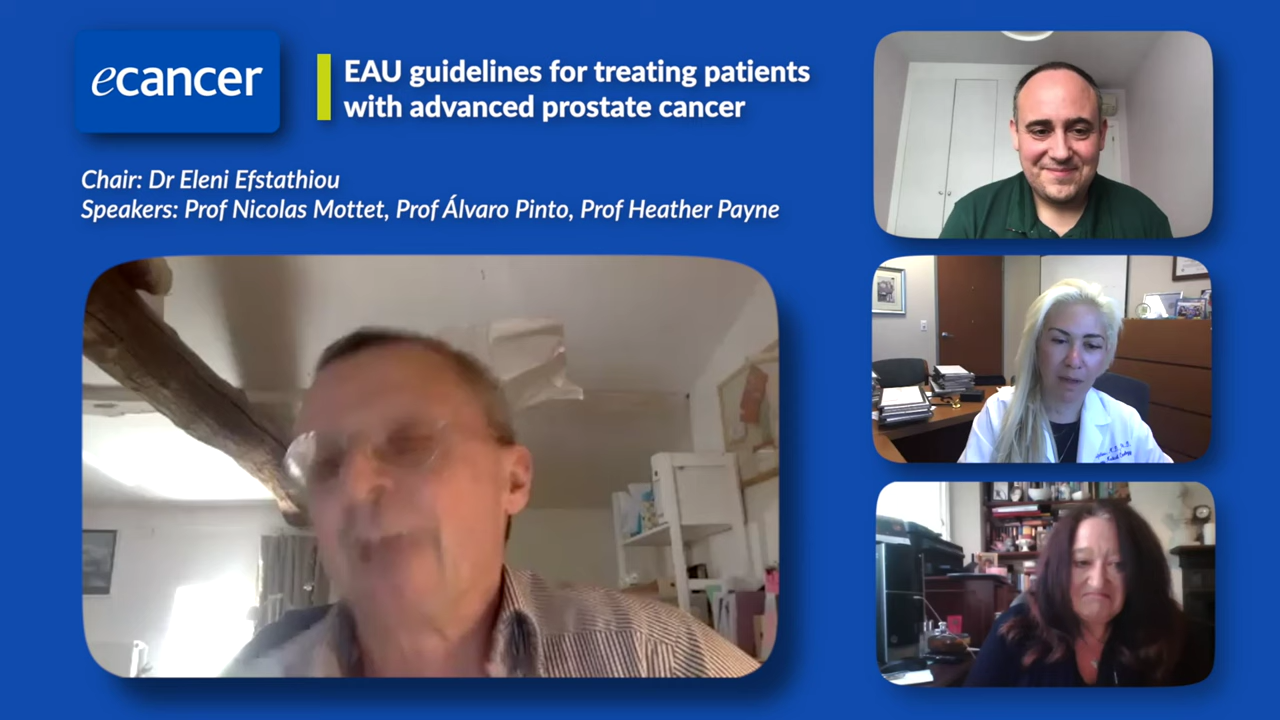 ecancer
EAU guidelines for treating patients
with advanced prostate cancer
Chair: Dr Eleni Efstathiou
Speakers: Prof Nicolas Mottet, Prof Álvaro Pinto, Prof Heather Payne